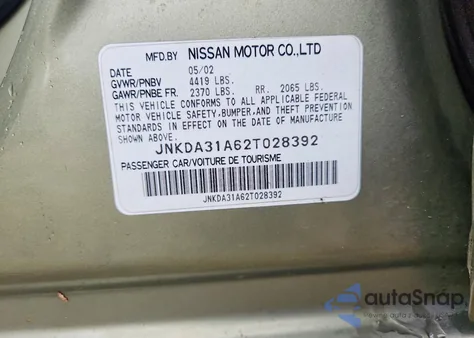 MFD.BY NISSAN MOTOR CO.,LTD
DATE 05/02
GVWR/PNBV 4419 LBS.
GAWR/PNBE FR. 2370 LBS. RR. 2065 LBS.
THIS VEHICLE CONFORMS TO ALL APPLICABLE FEDERAL
MOTOR VEHICLE SAFETY,BUMPER,AND THEFT PREVENTION
STANDARDS IN EFFECT ON THE DATE OF MANUFACTURE
SHOWN ABOVE.
JNKDA31A62T028392
PASSENGER CAR/VOITURE DE TOURISME
JNKDA31A62T028392
autoSnap